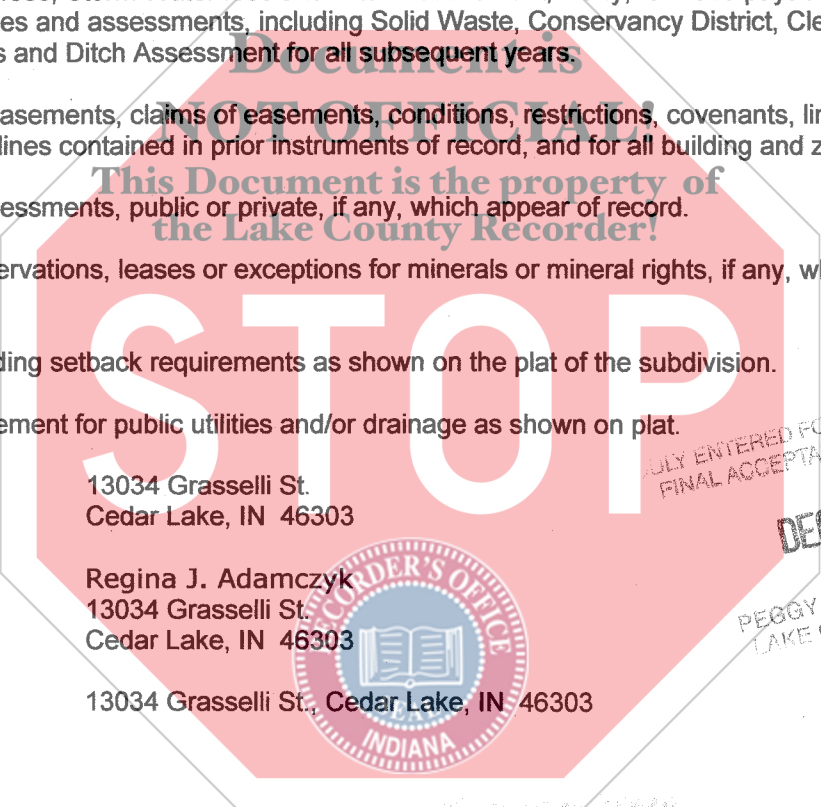 es and assessments, including Solid Waste, Conservancy District, Cle
s and Ditch Assessment for all subsequent years.
Document is
asements, claims of easements, conditions, restrictions, covenants, lin
NOT OFFICIAL!
lines contained in prior instruments of record, and for all building and z
This Document is the property of
essments, public or private, if any, which appear of record.
the Lake County Recorder!
ervations, leases or exceptions for minerals or mineral rights, if any, wh
STOP
ding setback requirements as shown on the plat of the subdivision.
ement for public utilities and/or drainage as shown on plat.
DULY ENTERED FO
FINAL ACCEPTA
13034 Grasselli St.
Cedar Lake, IN 46303
DEC
Regina J. Adamczyk
13034 Grasselli St.
Cedar Lake, IN 46303
PEGGY
LAKE
RECORDER'S OFFICE
SEAL
INDIANA
13034 Grasselli St., Cedar Lake, IN 46303